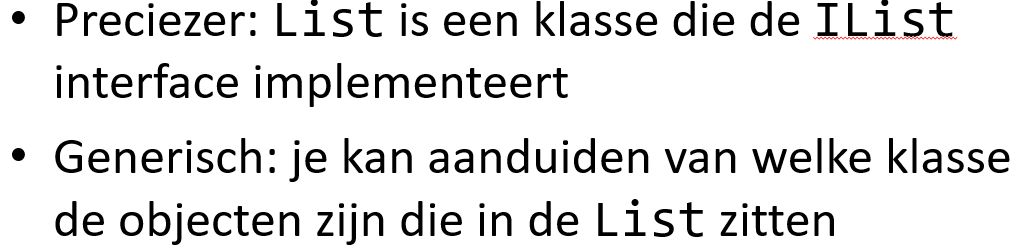 • Preciezer: List is een klasse die de IList
interface implementeert
• Generisch: je kan aanduiden van welke klasse
de objecten zijn die in de List zitten